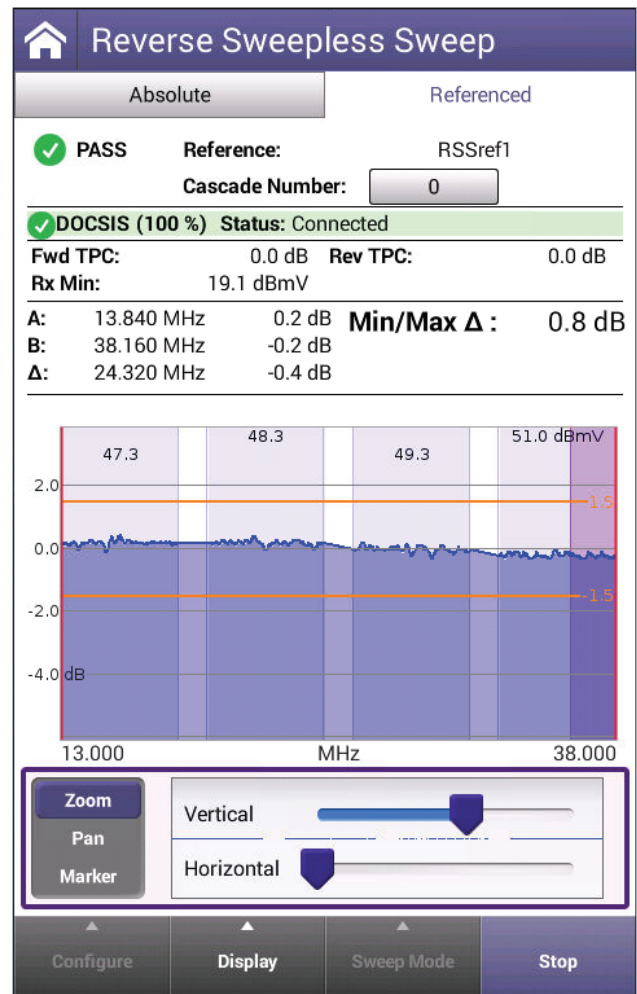 Reverse Sweepless Sweep
Absolute Referenced
PASS Reference: RSSref1
Cascade Number: 0
DOCSIS (100 %) Status: Connected
Fwd TPC: 0.0 dB Rev TPC: 0.0 dB
Rx Min: 19.1 dBmV
A: 13.840 MHz 0.2 dB Min/Max Δ : 0.8 dB
B: 38.160 MHz -0.2 dB
Δ: 24.320 MHz -0.4 dB
47.3 48.3 49.3 51.0 dBmV
2.0
1.5
0.0
-1.5
-2.0
-4.0 dB
13.000 MHz 38.000
Zoom
Pan
Marker
Vertical
Horizontal
Configure Display Sweep Mode Stop